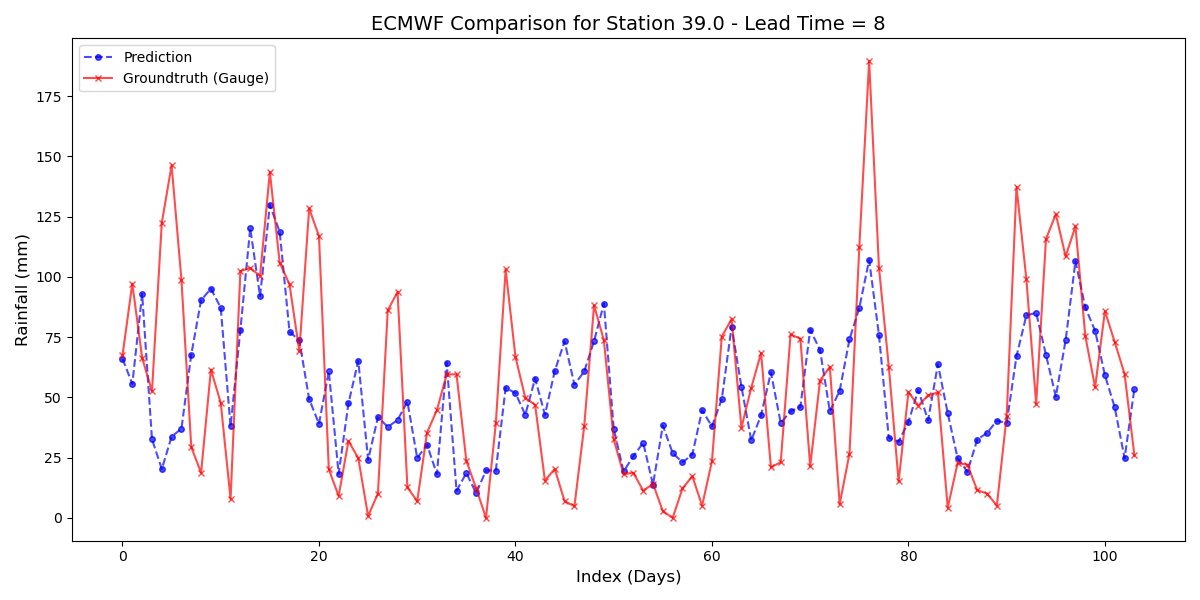 ECMWF Comparison for Station 39.0 - Lead Time = 8
Prediction
Groundtruth (Gauge)
Rainfall (mm)
175
150
125
100
75
50
25
0
0 20 40 60 80 100
Index (Days)